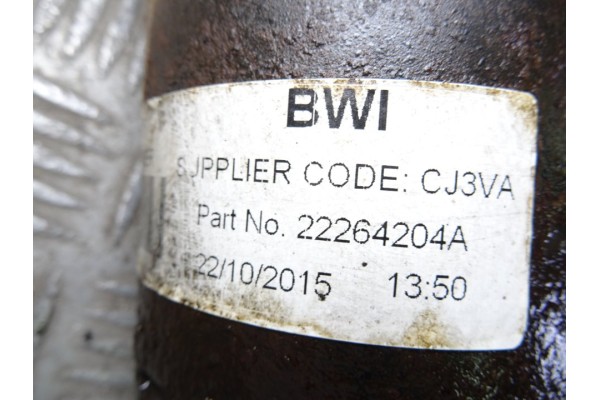 BWI
SUPPLIER CODE: CJ3VA
Part No. 22264204A
22/10/2015 13:50